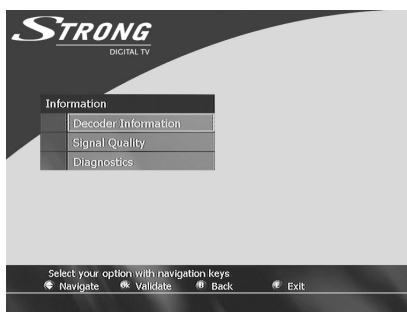 STRONG
DIGITAL TV
Information
Decoder Information
Signal Quality
Diagnostics
Select your option with navigation keys
Navigate OK Validate B Back E Exit